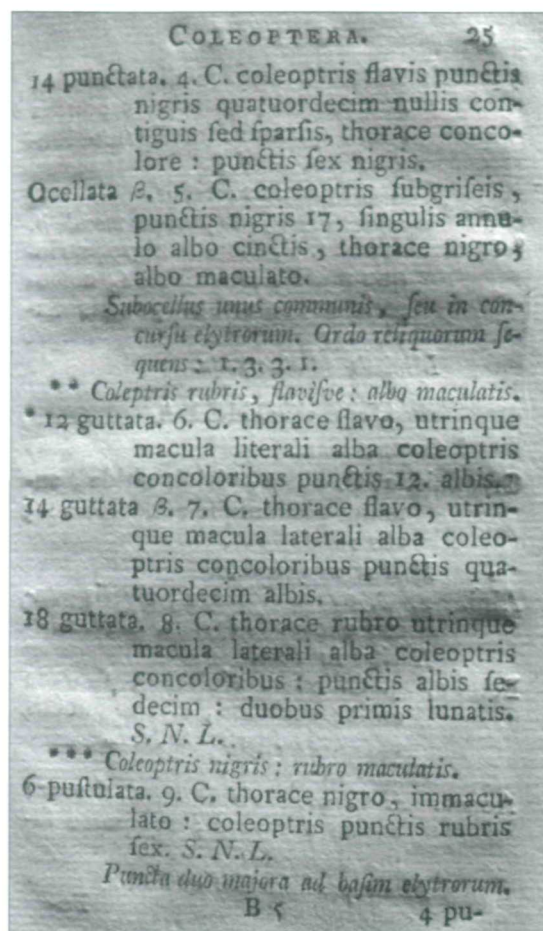 COLEOPTERA. 25
14 punctata. 4. C. coleoptris flavis punctis
nigris quatuordecim nullis con-
tiguis ſed ſparſis, thorace conco-
lore : punctis ſex nigris.
Ocellata β. 5. C. coleoptris ſubgriſeis,
punctis nigris 17, ſingulis annu-
lo albo cinctis, thorace nigro,
albo maculato.
Subocellus unus communis, ſeu in con-
curſu elytrorum. Ordo reliquorum ſe-
quens : 1. 3. 3. 1.
** Coleptris rubris, flaviſve : albo maculatis.
*12 guttata. 6. C. thorace flavo, utrinque
macula literali alba coleoptris
concoloribus punctis 12. albis.
14 guttata β. 7. C. thorace flavo, utrin-
que macula laterali alba coleo-
ptris concoloribus punctis qua-
tuordecim albis.
18 guttata. 8. C. thorace rubro utrinque
macula laterali alba coleoptris
concoloribus : punctis albis ſe-
decim : duobus primis lunatis.
S. N. L.
*** Coleoptris nigris : rubro maculatis.
6-puſtulata. 9. C. thorace nigro, immacu-
lato : coleoptris punctis rubris
ſex. S. N. L.
Puncta duo majora ad baſim elytrorum.
B 5 4 pu-